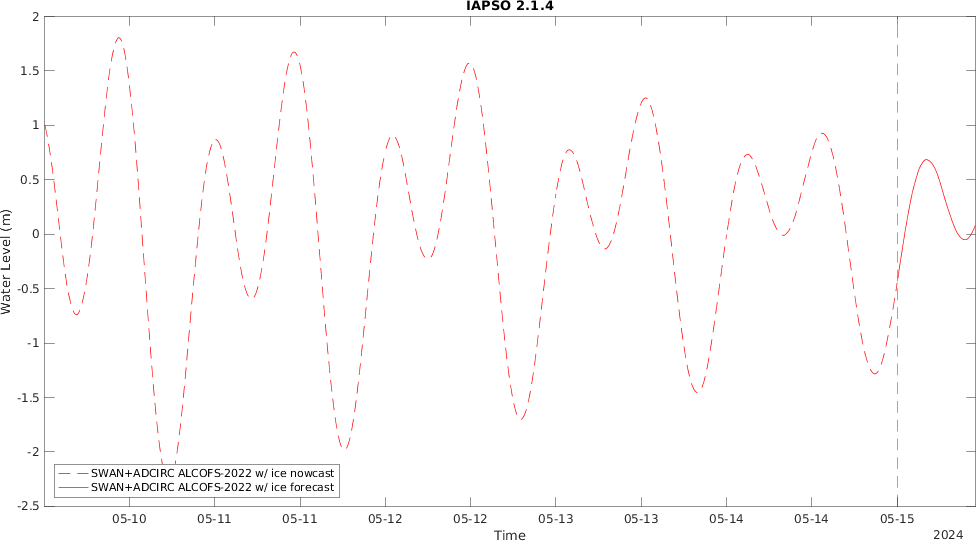 IAPSO 2.1.4
2
1.5
1
0.5
0
-0.5
-1
-1.5
-2
-2.5
Water Level (m)
SWAN+ADCIRC ALCOFS-2022 w/ ice nowcast
SWAN+ADCIRC ALCOFS-2022 w/ ice forecast
05-10 05-11 05-11 05-12 05-12 05-13 05-13 05-14 05-14 05-15
Time
2024